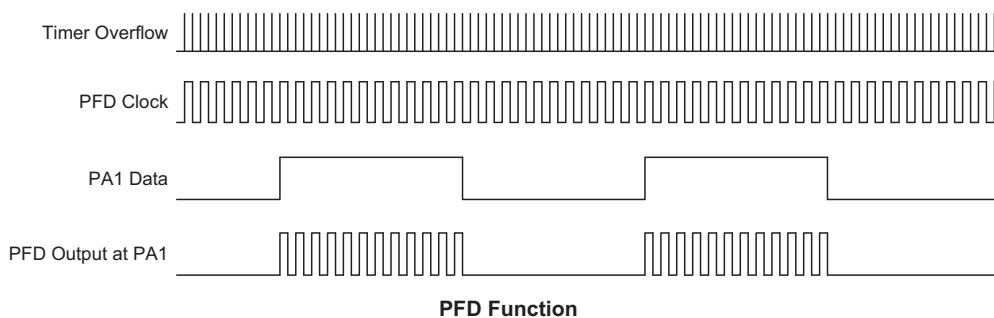 Timer Overflow
PFD Clock
PA1 Data
PFD Output at PA1
PFD Function